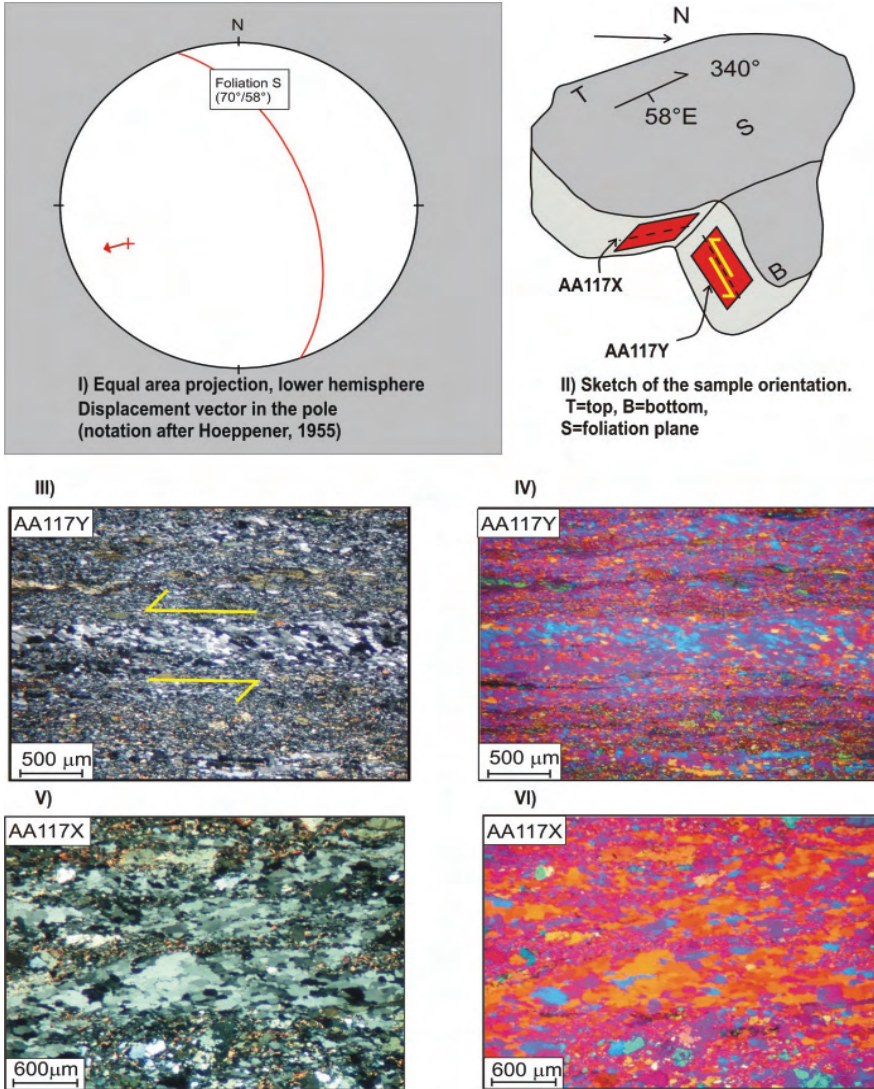 N
Foliation S
(70°/58°)
I) Equal area projection, lower hemisphere
Displacement vector in the pole
(notation after Hoeppener, 1955)
N
T
340°
58°E
S
B
AA117X
AA117Y
II) Sketch of the sample orientation.
T=top, B=bottom,
S=foliation plane
III)
AA117Y
500 µm
IV)
AA117Y
500 µm
V)
AA117X
600µm
VI)
AA117X
600 µm